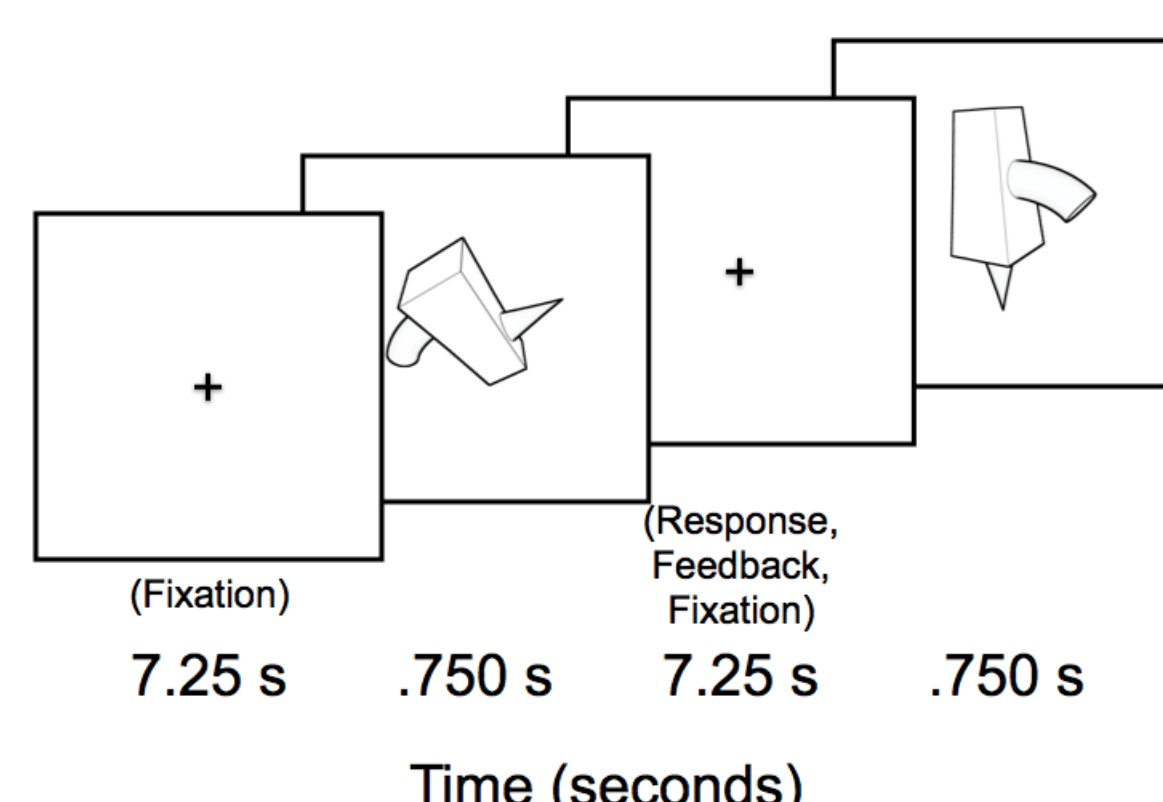 (Fixation)
(Response,
Feedback,
Fixation)
7.25 s .750 s 7.25 s .750 s
Time (seconds)